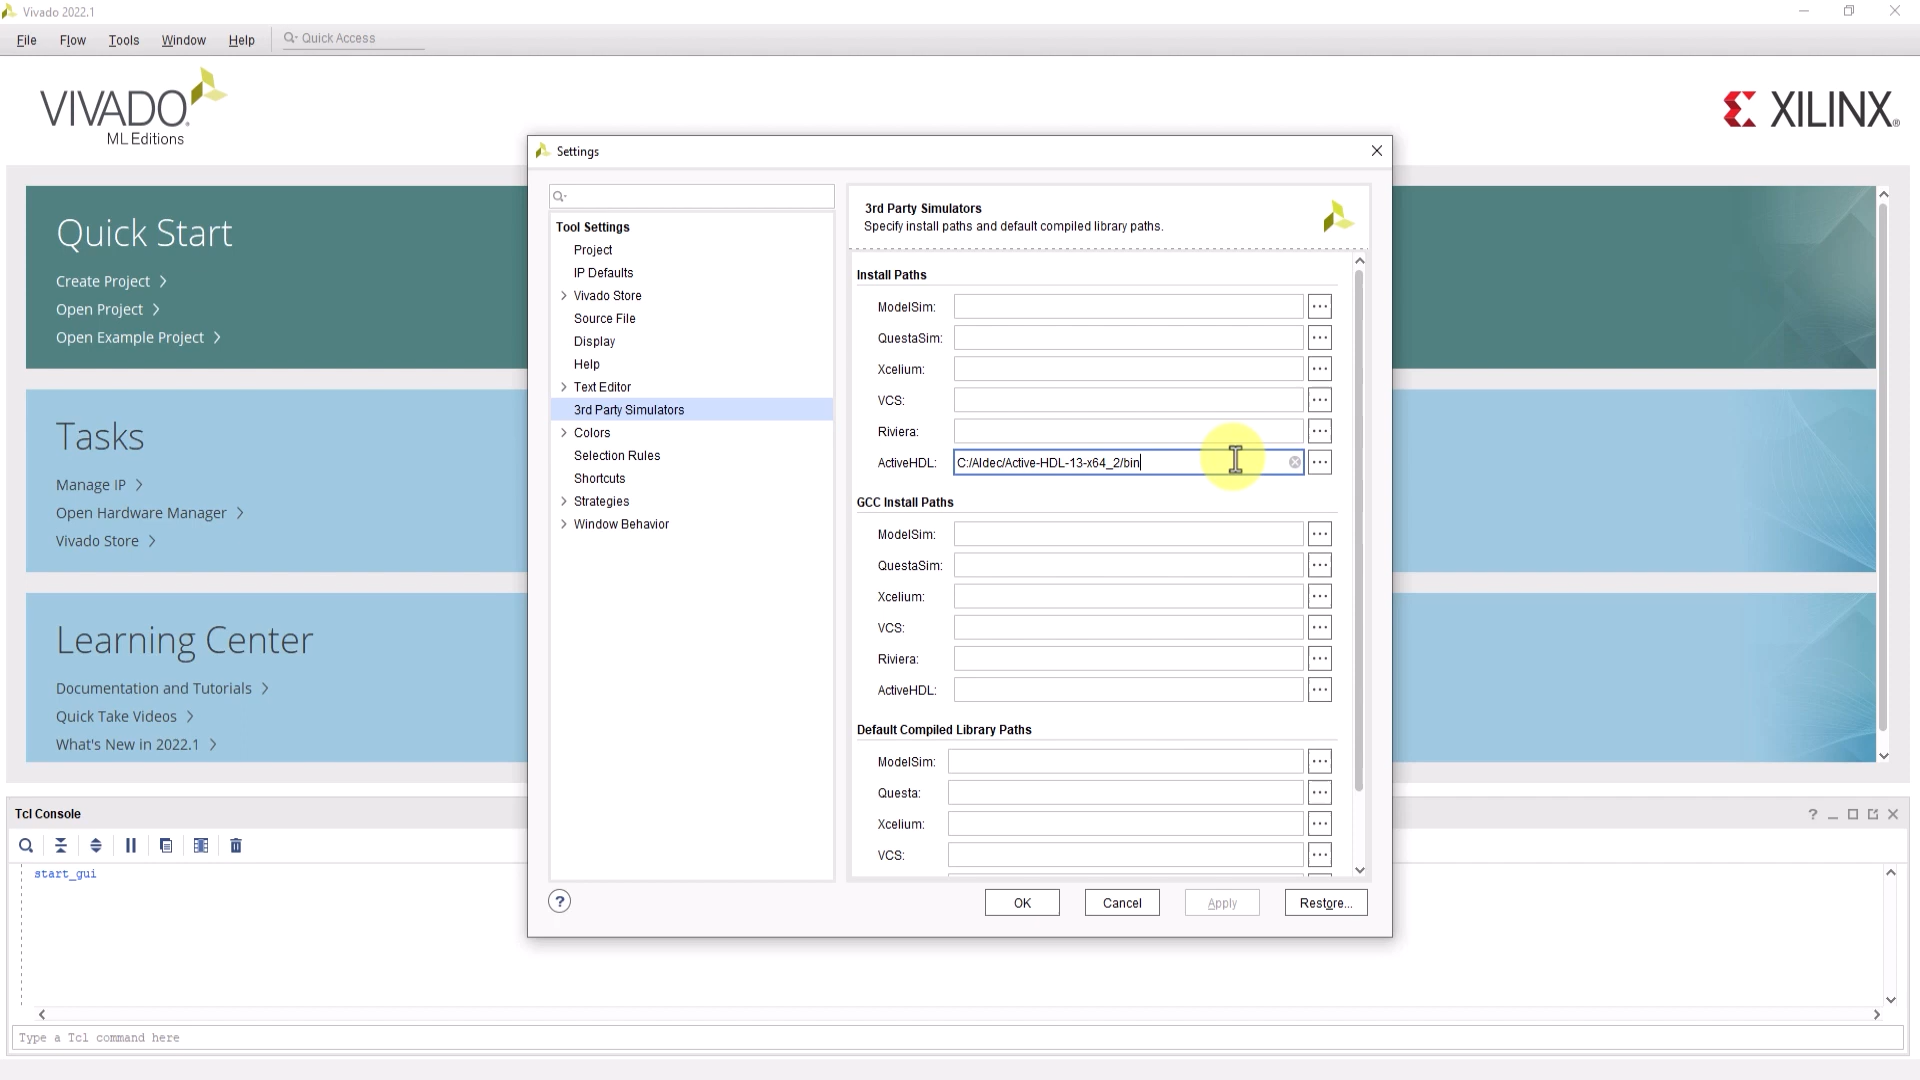 Vivado 2022.1
File Flow Tools Window Help Quick Access
VIVADO.
ML Editions
XILINX®
Quick Start
Create Project
Open Project
Open Example Project
Tasks
Manage IP
Open Hardware Manager
Vivado Store
Learning Center
Documentation and Tutorials
Quick Take Videos
What's New in 2022.1
Settings
Tool Settings
Project
IP Defaults
Vivado Store
Source File
Display
Help
Text Editor
3rd Party Simulators
Colors
Selection Rules
Shortcuts
Strategies
Window Behavior
3rd Party Simulators
Specify install paths and default compiled library paths.
Install Paths
ModelSim:
QuestaSim:
Xcelium:
VCS:
Riviera:
ActiveHDL: C:/Aldec/Active-HDL-13-x64_2/bin
GCC Install Paths
ModelSim:
QuestaSim:
Xcelium:
VCS:
Riviera:
ActiveHDL:
Default Compiled Library Paths
ModelSim:
Questa:
Xcelium:
VCS:
? OK Cancel Apply Restore...
Tcl Console
start_gui
Type a Tcl command here